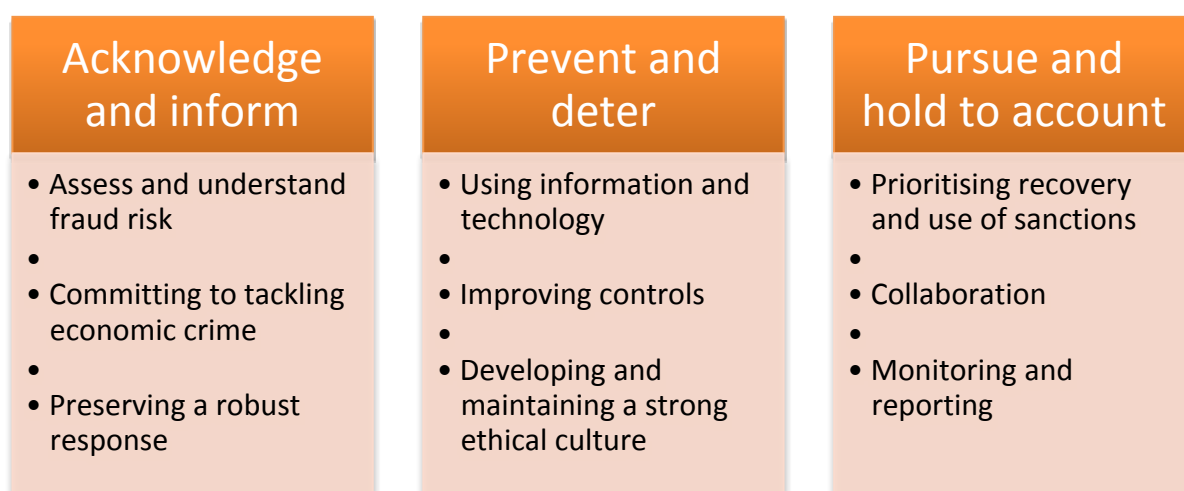 Acknowledge
and inform
• Assess and understand
fraud risk
•
• Committing to tackling
economic crime
•
• Preserving a robust
response
Prevent and
deter
• Using information and
technology
•
• Improving controls
•
• Developing and
maintaining a strong
ethical culture
Pursue and
hold to account
• Prioritising recovery
and use of sanctions
•
• Collaboration
•
• Monitoring and
reporting